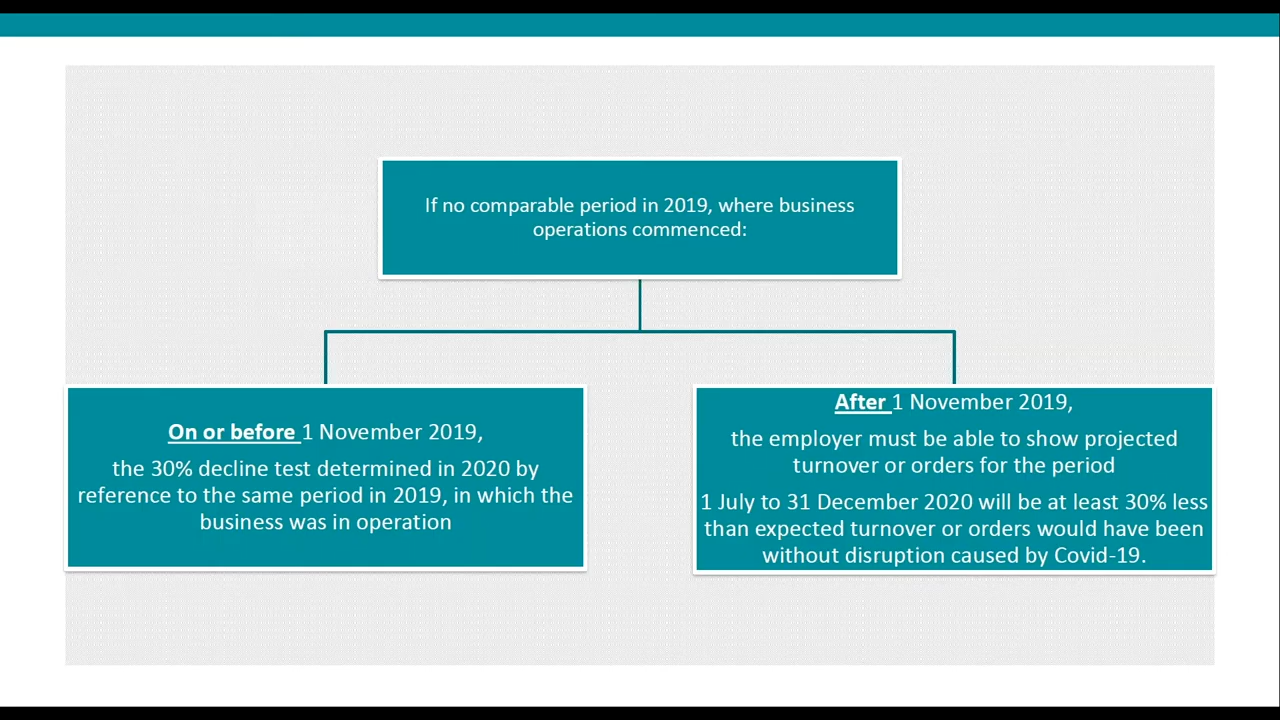 If no comparable period in 2019, where business
operations commenced:
On or before 1 November 2019,
the 30% decline test determined in 2020 by
reference to the same period in 2019, in which the
business was in operation
After 1 November 2019,
the employer must be able to show projected
turnover or orders for the period
1 July to 31 December 2020 will be at least 30% less
than expected turnover or orders would have been
without disruption caused by Covid-19.